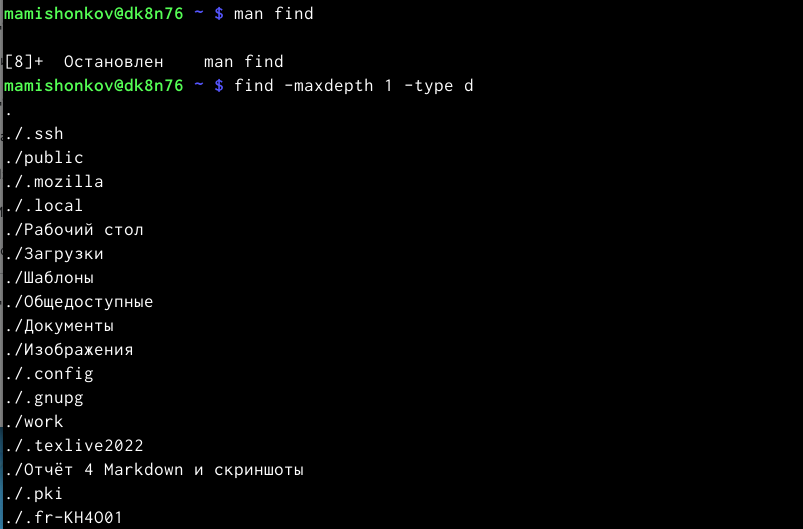 mamishonkov@dk8n76 ~ $ man find
[8]+  Остановлен    man find
mamishonkov@dk8n76 ~ $ find -maxdepth 1 -type d
.
./.ssh
./public
./.mozilla
./.local
./Рабочий стол
./Загрузки
./Шаблоны
./Общедоступные
./Документы
./Изображения
./.config
./.gnupg
./work
./.texlive2022
./Отчёт 4 Markdown и скриншоты
./.pki
./.fr-KH4O01